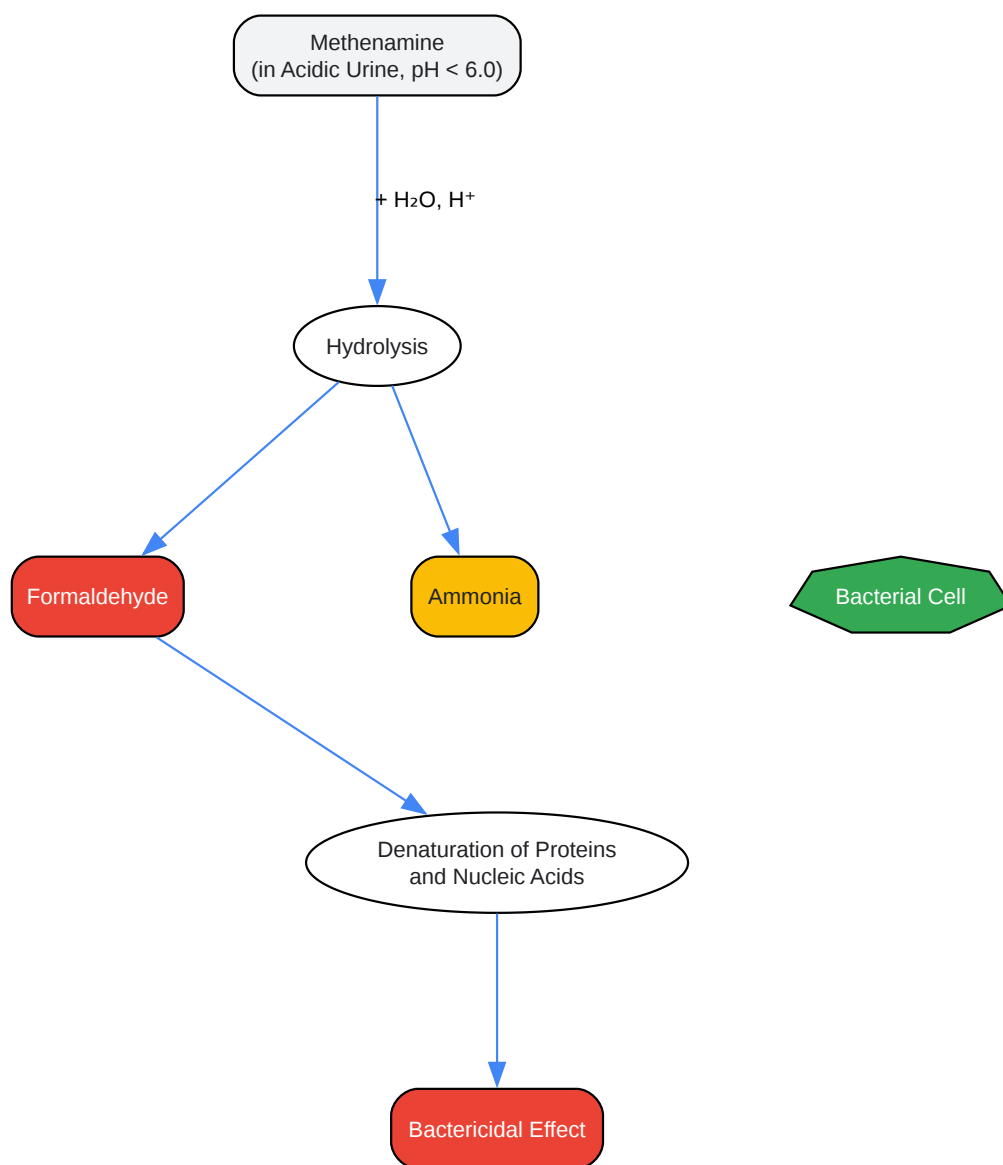 Methenamine
(in Acidic Urine, pH < 6.0)
+ H₂O, H⁺
Hydrolysis
Formaldehyde
Ammonia
Bacterial Cell
Denaturation of Proteins
and Nucleic Acids
Bactericidal Effect